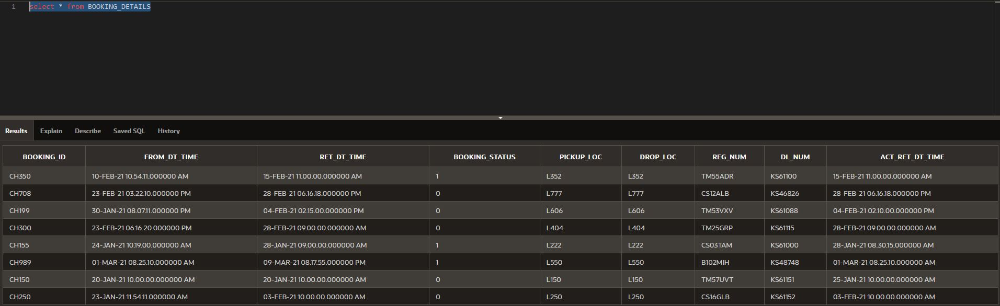 1 select * from BOOKING_DETAILS
Results Explain Describe Saved SQL History
BOOKING_ID FROM_DT_TIME RET_DT_TIME BOOKING_STATUS PICKUP_LOC DROP_LOC REG_NUM DL_NUM ACT_RET_DT_TIME
CH350 10-FEB-21 10.54.11.000000 AM 15-FEB-21 11.00.00.000000 AM 1 L352 L352 TM55ADR KS61100 15-FEB-21 11.00.00.000000 AM
CH708 23-FEB-21 03.22.10.000000 PM 28-FEB-21 06.16.18.000000 PM 0 L777 L777 CS12ALB KS46826 28-FEB-21 06.16.18.000000 PM
CH199 30-JAN-21 08.07.11.000000 PM 04-FEB-21 02.15.00.000000 PM 0 L606 L606 TM53VXV KS61088 04-FEB-21 02.10.00.000000 PM
CH300 23-FEB-21 06.16.20.000000 PM 28-FEB-21 09.00.00.000000 AM 0 L404 L404 TM25GRP KS61115 28-FEB-21 09.00.00.000000 AM
CH155 24-JAN-21 10.19.00.000000 AM 28-JAN-21 09.00.00.000000 AM 1 L222 L222 CS03TAM KS61000 28-JAN-21 08.30.15.000000 AM
CH989 01-MAR-21 08.25.10.000000 AM 09-MAR-21 08.17.55.000000 PM 1 L550 L550 B102MIH KS48748 01-MAR-21 08.25.10.000000 AM
CH150 20-JAN-21 10.00.00.000000 AM 20-JAN-21 10.00.00.000000 AM 0 L150 L150 TM57UVT KS61151 25-JAN-21 10.00.00.000000 AM
CH250 23-JAN-21 11.54.11.000000 AM 03-FEB-21 10.00.00.000000 AM 0 L250 L250 CS16GLB KS61152 03-FEB-21 10.00.00.000000 AM